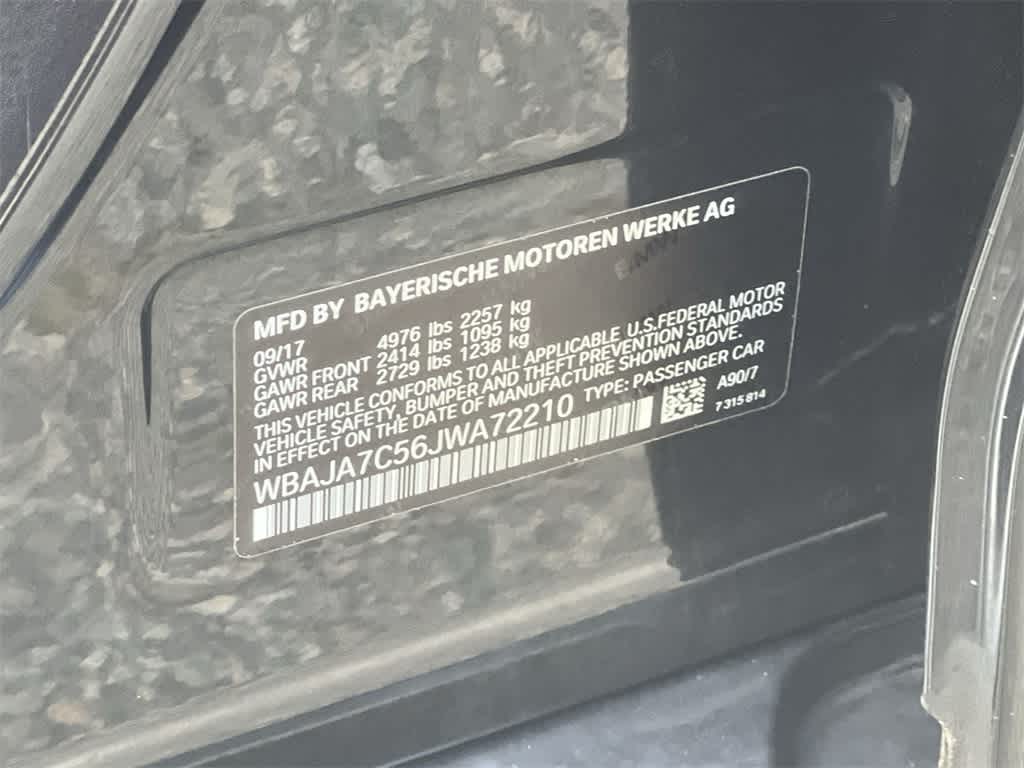 MFD BY BAYERISCHE MOTOREN WERKE AG
09/17
GVWR 4976 lbs 2257 kg
GAWR FRONT 2414 lbs 1095 kg
GAWR REAR 2729 lbs 1238 kg
THIS VEHICLE CONFORMS TO ALL APPLICABLE U.S.FEDERAL MOTOR
VEHICLE SAFETY, BUMPER AND THEFT PREVENTION STANDARDS
IN EFFECT ON THE DATE OF MANUFACTURE SHOWN ABOVE.
WBAJA7C56JWA72210 TYPE: PASSENGER CAR
A90/7
7 315 814